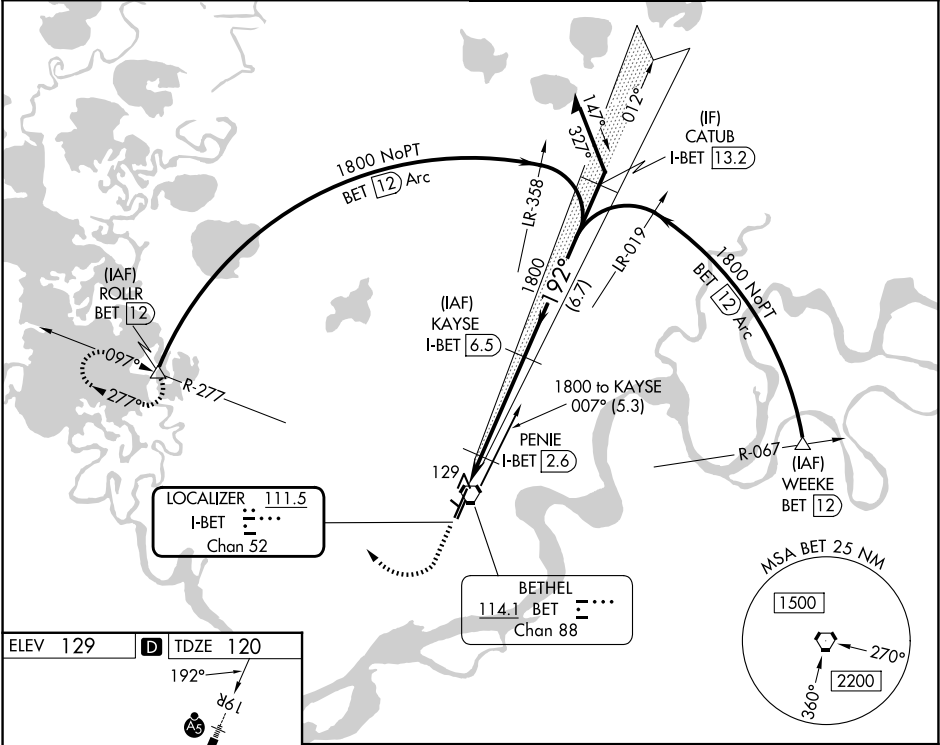 147°
327°
012°
(IF)
CATUB
I-BET 13.2
1800 NoPT
BET 12 Arc
LR-358
LR-019
1800
192°
(6.7)
1800 NoPT
BET 12 Arc
(IAF)
ROLLR
BET 12
(IAF)
KAYSE
I-BET 6.5
097°
277°
R-277
1800 to KAYSE
007° (5.3)
PENIE
I-BET 2.6
129
R-067
(IAF)
WEEKE
BET 12
LOCALIZER 111.5
I-BET
Chan 52
BETHEL
114.1 BET
Chan 88
MSA BET 25 NM
1500
270°
2200
360°
ELEV 129 D TDZE 120
192°
19R
A5